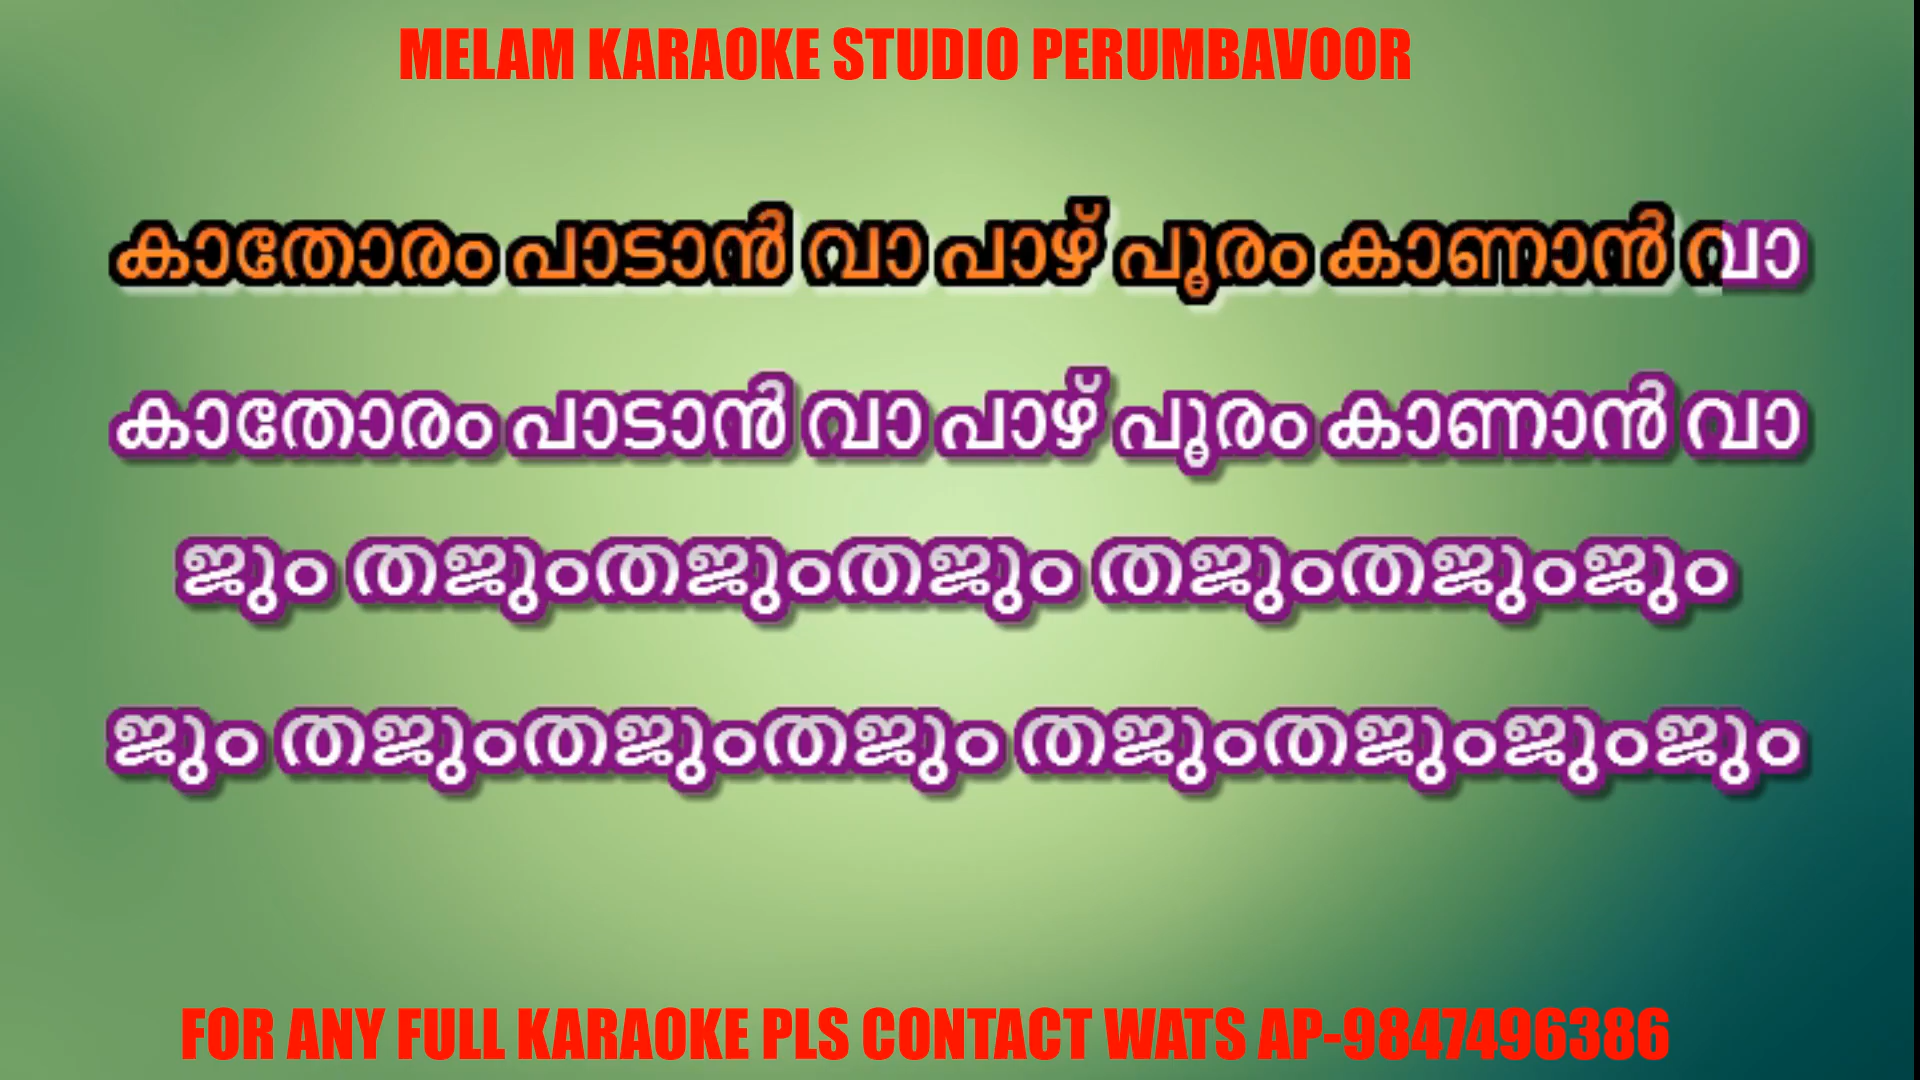 MELAM KARAOKE STUDIO PERUMBAVOOR
കാതോരം പാടാൻ വാ പാഴ് പൂരം കാണാൻ വാ
കാതോരം പാടാൻ വാ പാഴ് പൂരം കാണാൻ വാ
ജും തജുംതജുംതജും തജുംതജുംജും
ജും തജുംതജുംതജും തജുംതജുംജുംജും
FOR ANY FULL KARAOKE PLS CONTACT WATS AP-9847496386